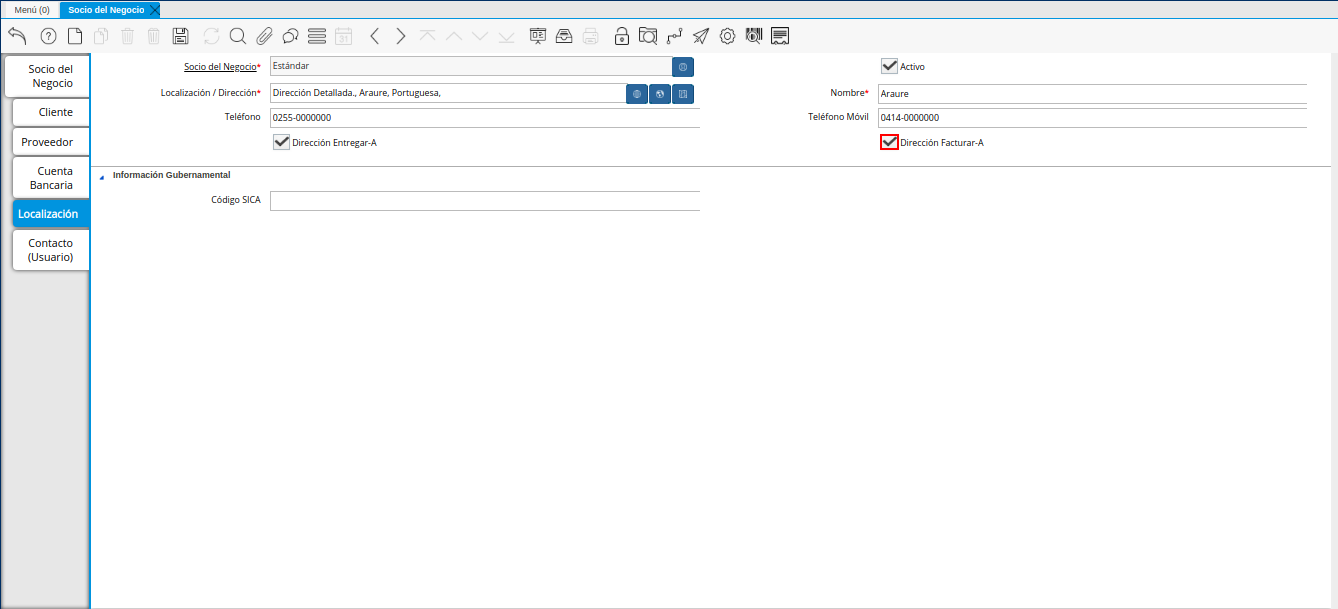 Menú (0)
Socio del Negocio
31
Socio del
Negocio
Cliente
Proveedor
Cuenta
Bancaria
Localización
Contacto
(Usuario)
Socio del Negocio* Estándar
Activo
Localización / Dirección* Dirección Detallada., Araure, Portuguesa,
Nombre* Araure
Teléfono 0255-0000000
Teléfono Móvil 0414-0000000
Dirección Entregar-A
Dirección Facturar-A
Información Gubernamental
Código SICA